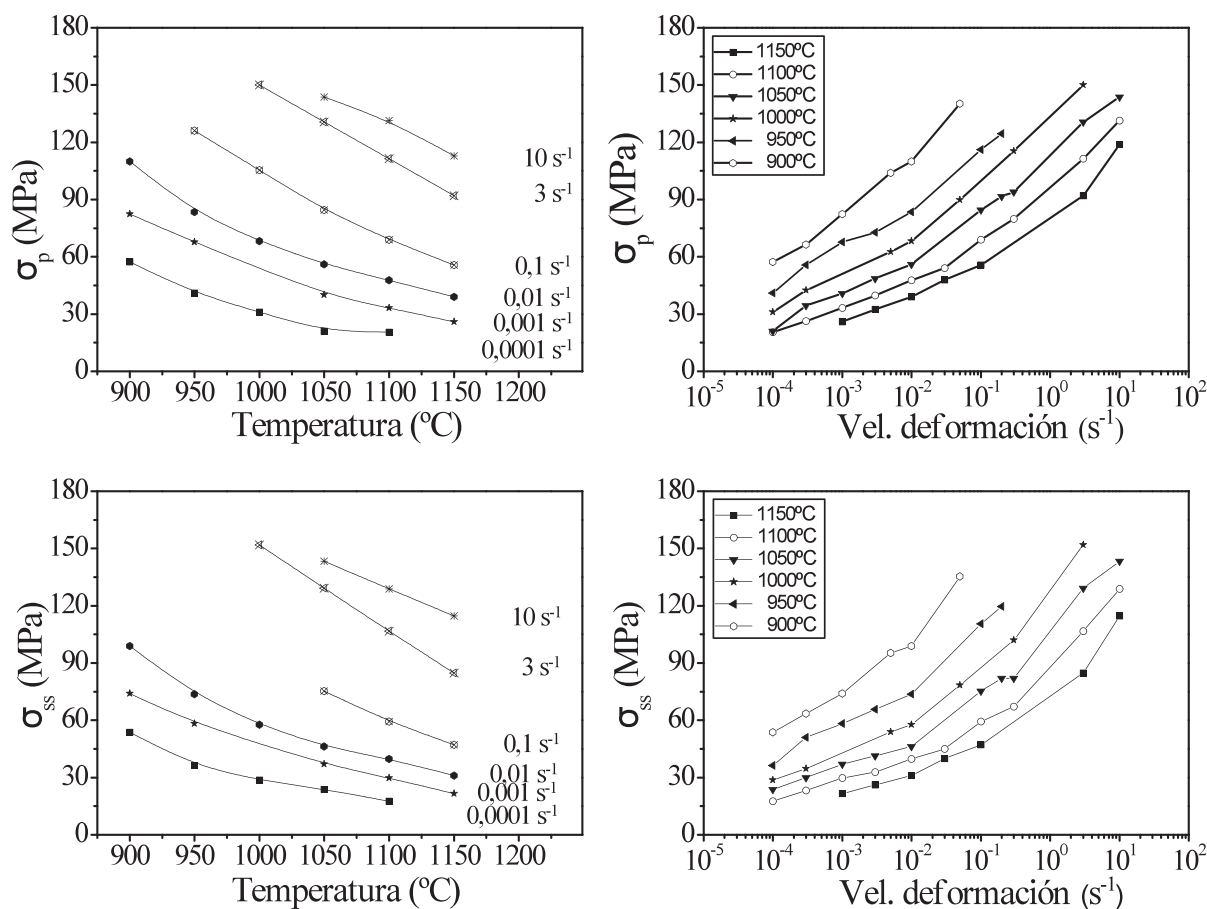 180
150
120
90
60
30
0
σp (MPa)
900 950 1000 1050 1100 1150 1200
Temperatura (ºC)
10 s-1
3 s-1
0,1 s-1
0,01 s-1
0,001 s-1
0,0001 s-1
180
150
120
90
60
30
0
σp (MPa)
1150ºC
1100ºC
1050ºC
1000ºC
950ºC
900ºC
10-5 10-4 10-3 10-2 10-1 100 101 102
Vel. deformación (s-1)
180
150
120
90
60
30
0
σss (MPa)
900 950 1000 1050 1100 1150 1200
Temperatura (ºC)
10 s-1
3 s-1
0,1 s-1
0,01 s-1
0,001 s-1
0,0001 s-1
180
150
120
90
60
30
0
σss (MPa)
1150ºC
1100ºC
1050ºC
1000ºC
950ºC
900ºC
10-5 10-4 10-3 10-2 10-1 100 101 102
Vel. deformación (s-1)